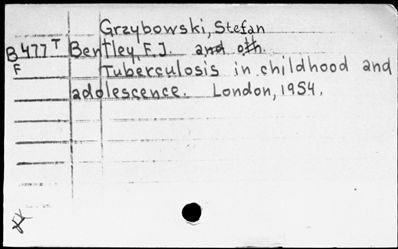 Grzybowski, Stefan
B477T Bentley, F.J. and oth.
F Tuberculosis in childhood and
adolescence. London, 1954.